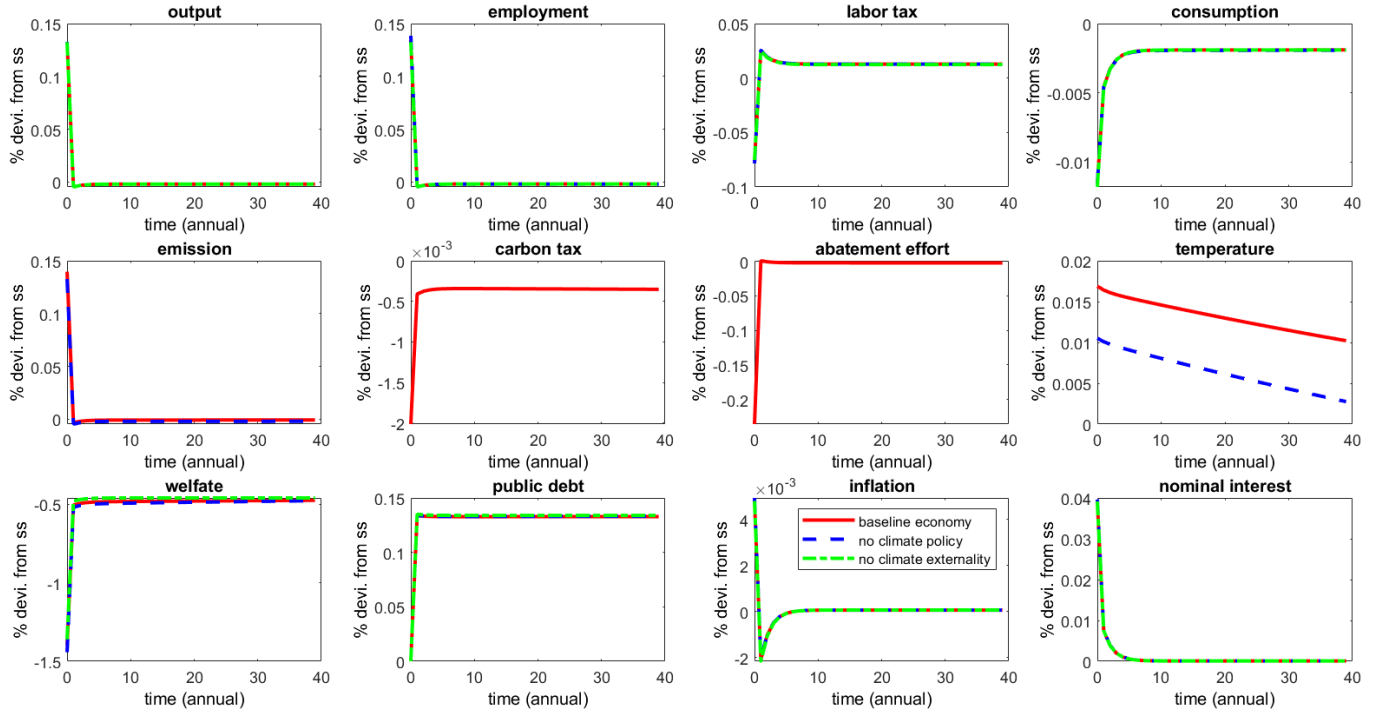 output
employment
labor tax
consumption
% devi. from ss
0.15
0.1
0.05
0
0 10 20 30 40
time (annual)
% devi. from ss
0.15
0.1
0.05
0
0 10 20 30 40
time (annual)
% devi. from ss
0.05
0
-0.05
-0.1
0 10 20 30 40
time (annual)
% devi. from ss
0
-0.005
-0.01
0 10 20 30 40
time (annual)
emission
carbon tax
abatement effort
temperature
% devi. from ss
0.15
0.1
0.05
0
0 10 20 30 40
time (annual)
×10-3
% devi. from ss
0
-0.5
-1
-1.5
-2
0 10 20 30 40
time (annual)
% devi. from ss
0
-0.05
-0.1
-0.15
-0.2
0 10 20 30 40
time (annual)
% devi. from ss
0.02
0.015
0.01
0.005
0
0 10 20 30 40
time (annual)
welfate
public debt
inflation
nominal interest
% devi. from ss
-0.5
-1
-1.5
0 10 20 30 40
time (annual)
% devi. from ss
0.15
0.1
0.05
0
0 10 20 30 40
time (annual)
×10-3
% devi. from ss
4
2
0
-2
baseline economy
no climate policy
no climate externality
0 10 20 30 40
time (annual)
% devi. from ss
0.04
0.03
0.02
0.01
0
0 10 20 30 40
time (annual)